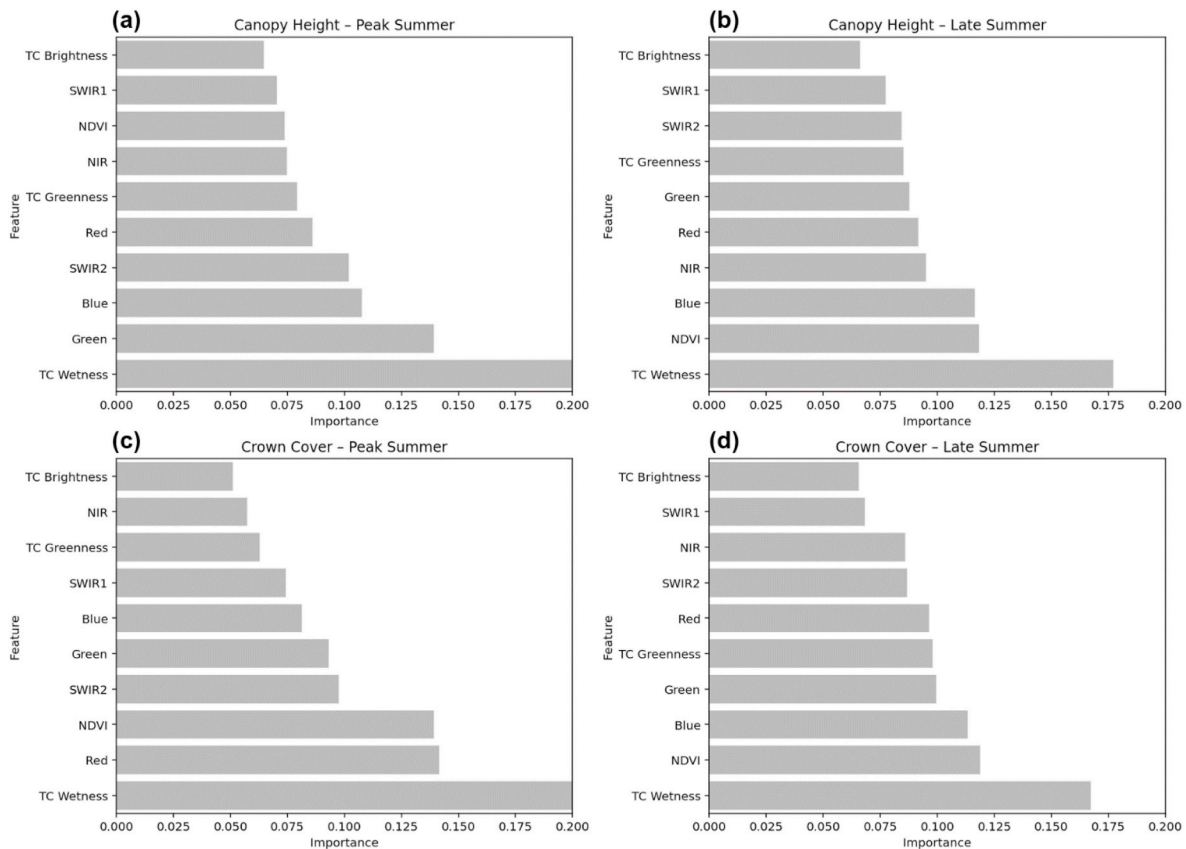 (a)
Canopy Height – Peak Summer
TC Brightness
SWIR1
NDVI
NIR
TC Greenness
Red
SWIR2
Blue
Green
TC Wetness
Feature
0.000 0.025 0.050 0.075 0.100 0.125 0.150 0.175 0.200
Importance
(b)
Canopy Height – Late Summer
TC Brightness
SWIR1
SWIR2
TC Greenness
Green
Red
NIR
Blue
NDVI
TC Wetness
Feature
0.000 0.025 0.050 0.075 0.100 0.125 0.150 0.175 0.200
Importance
(c)
Crown Cover – Peak Summer
TC Brightness
NIR
TC Greenness
SWIR1
Blue
Green
SWIR2
NDVI
Red
TC Wetness
Feature
0.000 0.025 0.050 0.075 0.100 0.125 0.150 0.175 0.200
Importance
(d)
Crown Cover – Late Summer
TC Brightness
SWIR1
NIR
SWIR2
Red
TC Greenness
Green
Blue
NDVI
TC Wetness
Feature
0.000 0.025 0.050 0.075 0.100 0.125 0.150 0.175 0.200
Importance